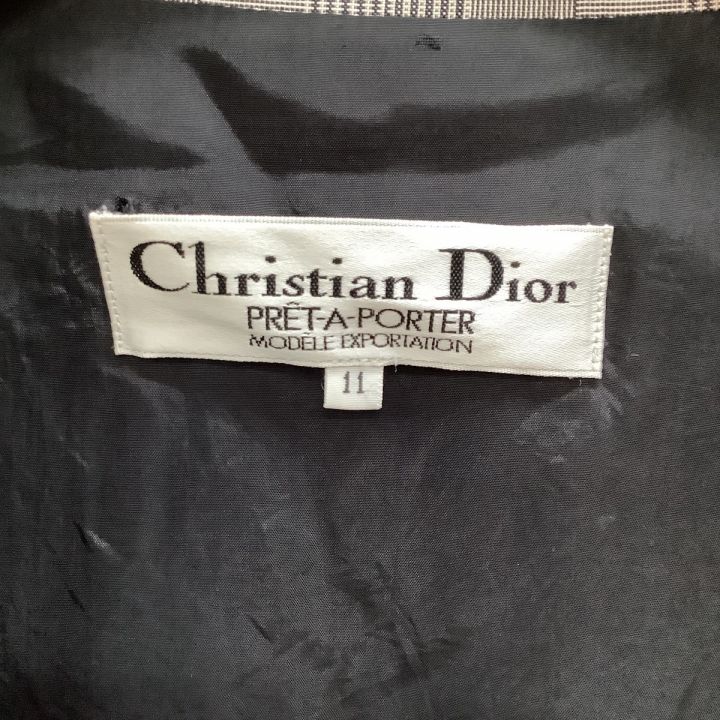 Christian Dior
PRÊT-A-PORTER
MODÈLE EXPORTATION
11